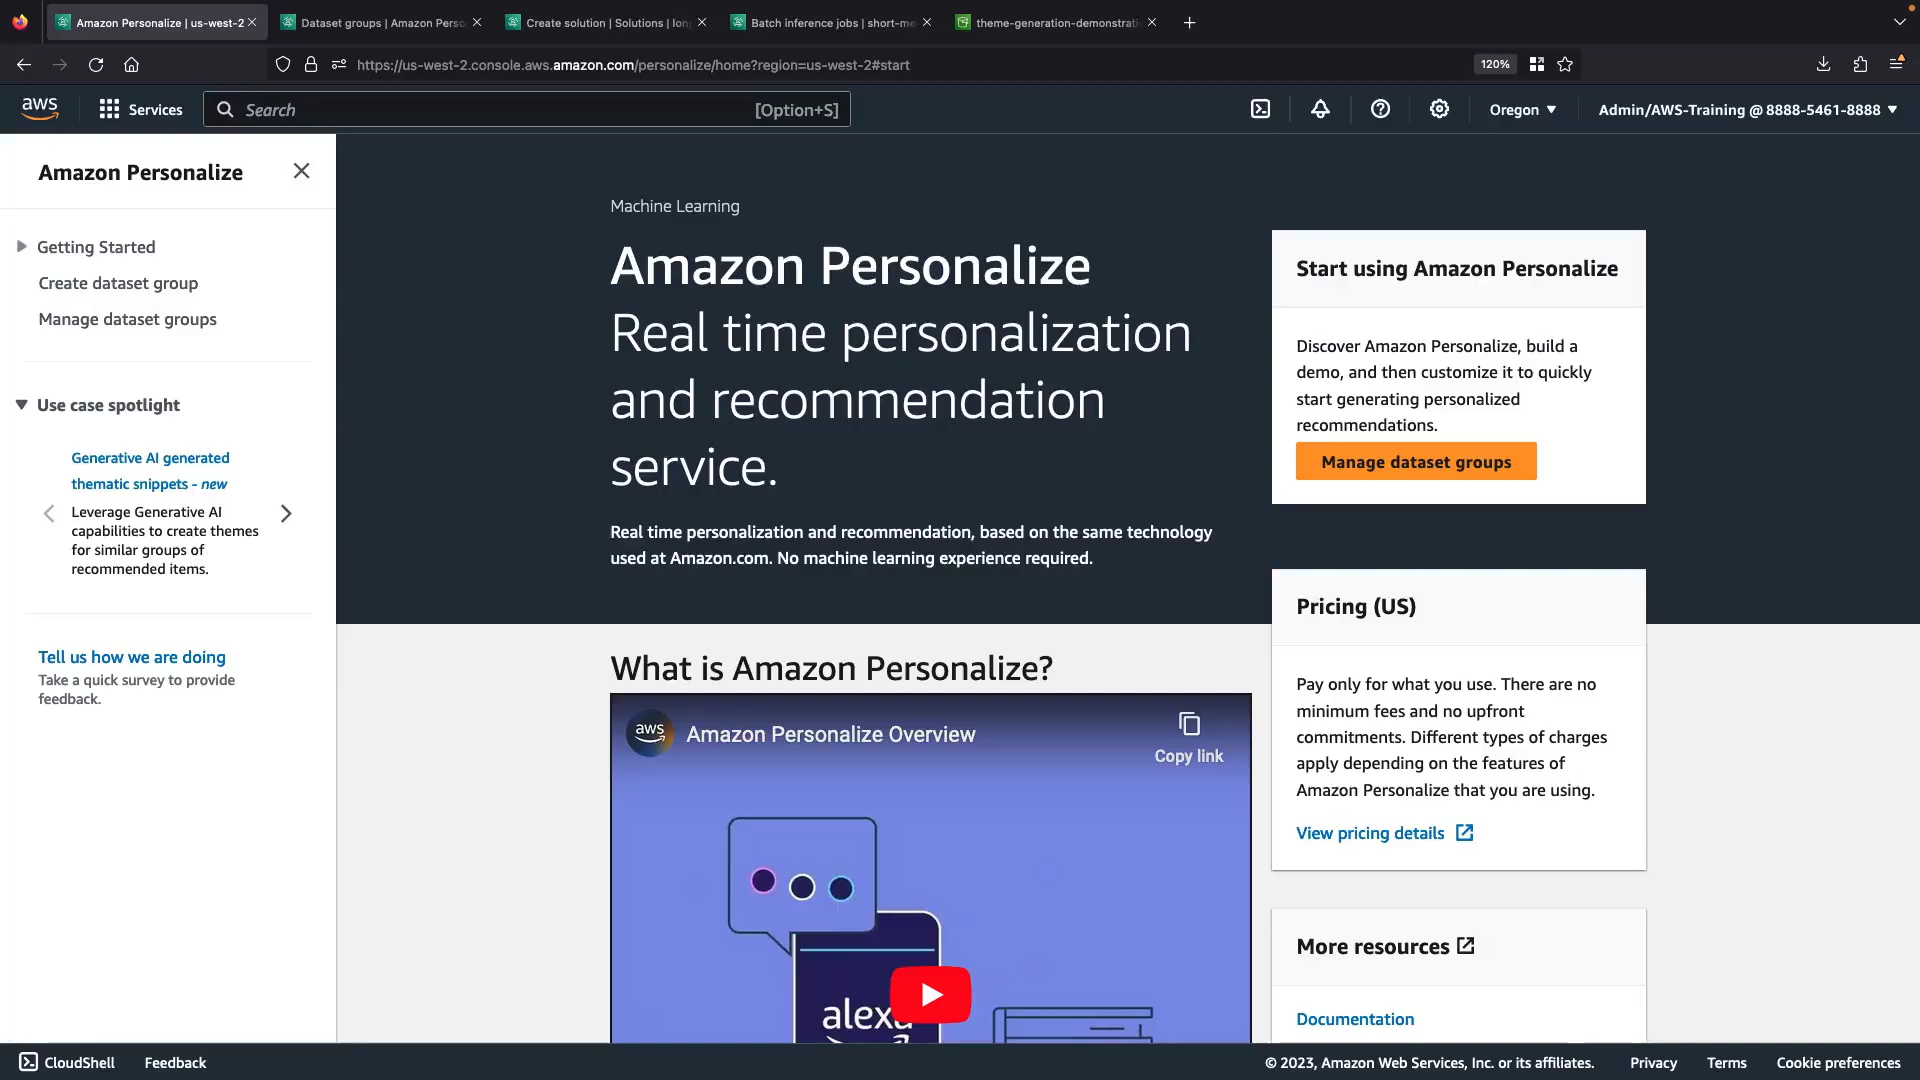 Amazon Personalize | us-west-2
Dataset groups | Amazon Perso
Create solution | Solutions | lon
Batch inference jobs | short-me
theme-generation-demonstrati
https://us-west-2.console.aws.amazon.com/personalize/home?region=us-west-2#start
120%
aws
Services
Search
[Option+S]
Oregon
Admin/AWS-Training @ 8888-5461-8888
Amazon Personalize
Getting Started
Create dataset group
Manage dataset groups
Use case spotlight
Generative AI generated
thematic snippets - new
Leverage Generative AI
capabilities to create themes
for similar groups of
recommended items.
Tell us how we are doing
Take a quick survey to provide
feedback.
Machine Learning
Amazon Personalize
Real time personalization
and recommendation
service.
Real time personalization and recommendation, based on the same technology
used at Amazon.com. No machine learning experience required.
Start using Amazon Personalize
Discover Amazon Personalize, build a
demo, and then customize it to quickly
start generating personalized
recommendations.
Manage dataset groups
What is Amazon Personalize?
aws
Amazon Personalize Overview
Copy link
alexa
Pricing (US)
Pay only for what you use. There are no
minimum fees and no upfront
commitments. Different types of charges
apply depending on the features of
Amazon Personalize that you are using.
View pricing details
More resources
Documentation
CloudShell
Feedback
© 2023, Amazon Web Services, Inc. or its affiliates.
Privacy
Terms
Cookie preferences